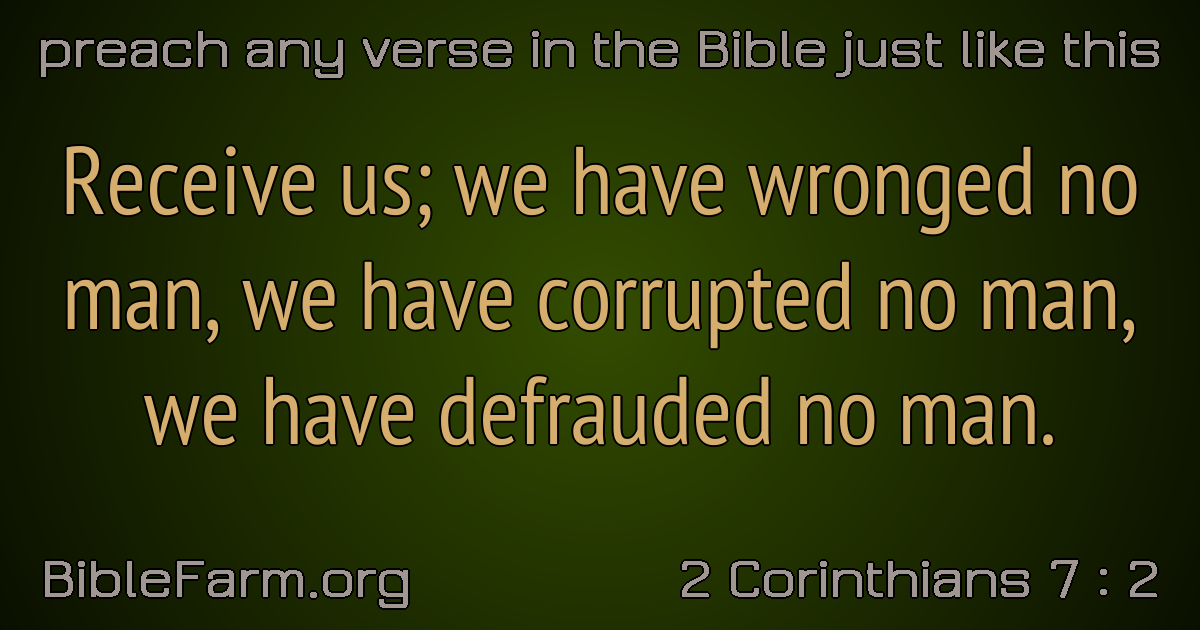 preach any verse in the Bible just like this
Receive us; we have wronged no
man, we have corrupted no man,
we have defrauded no man.
BibleFarm.org
2 Corinthians 7 : 2